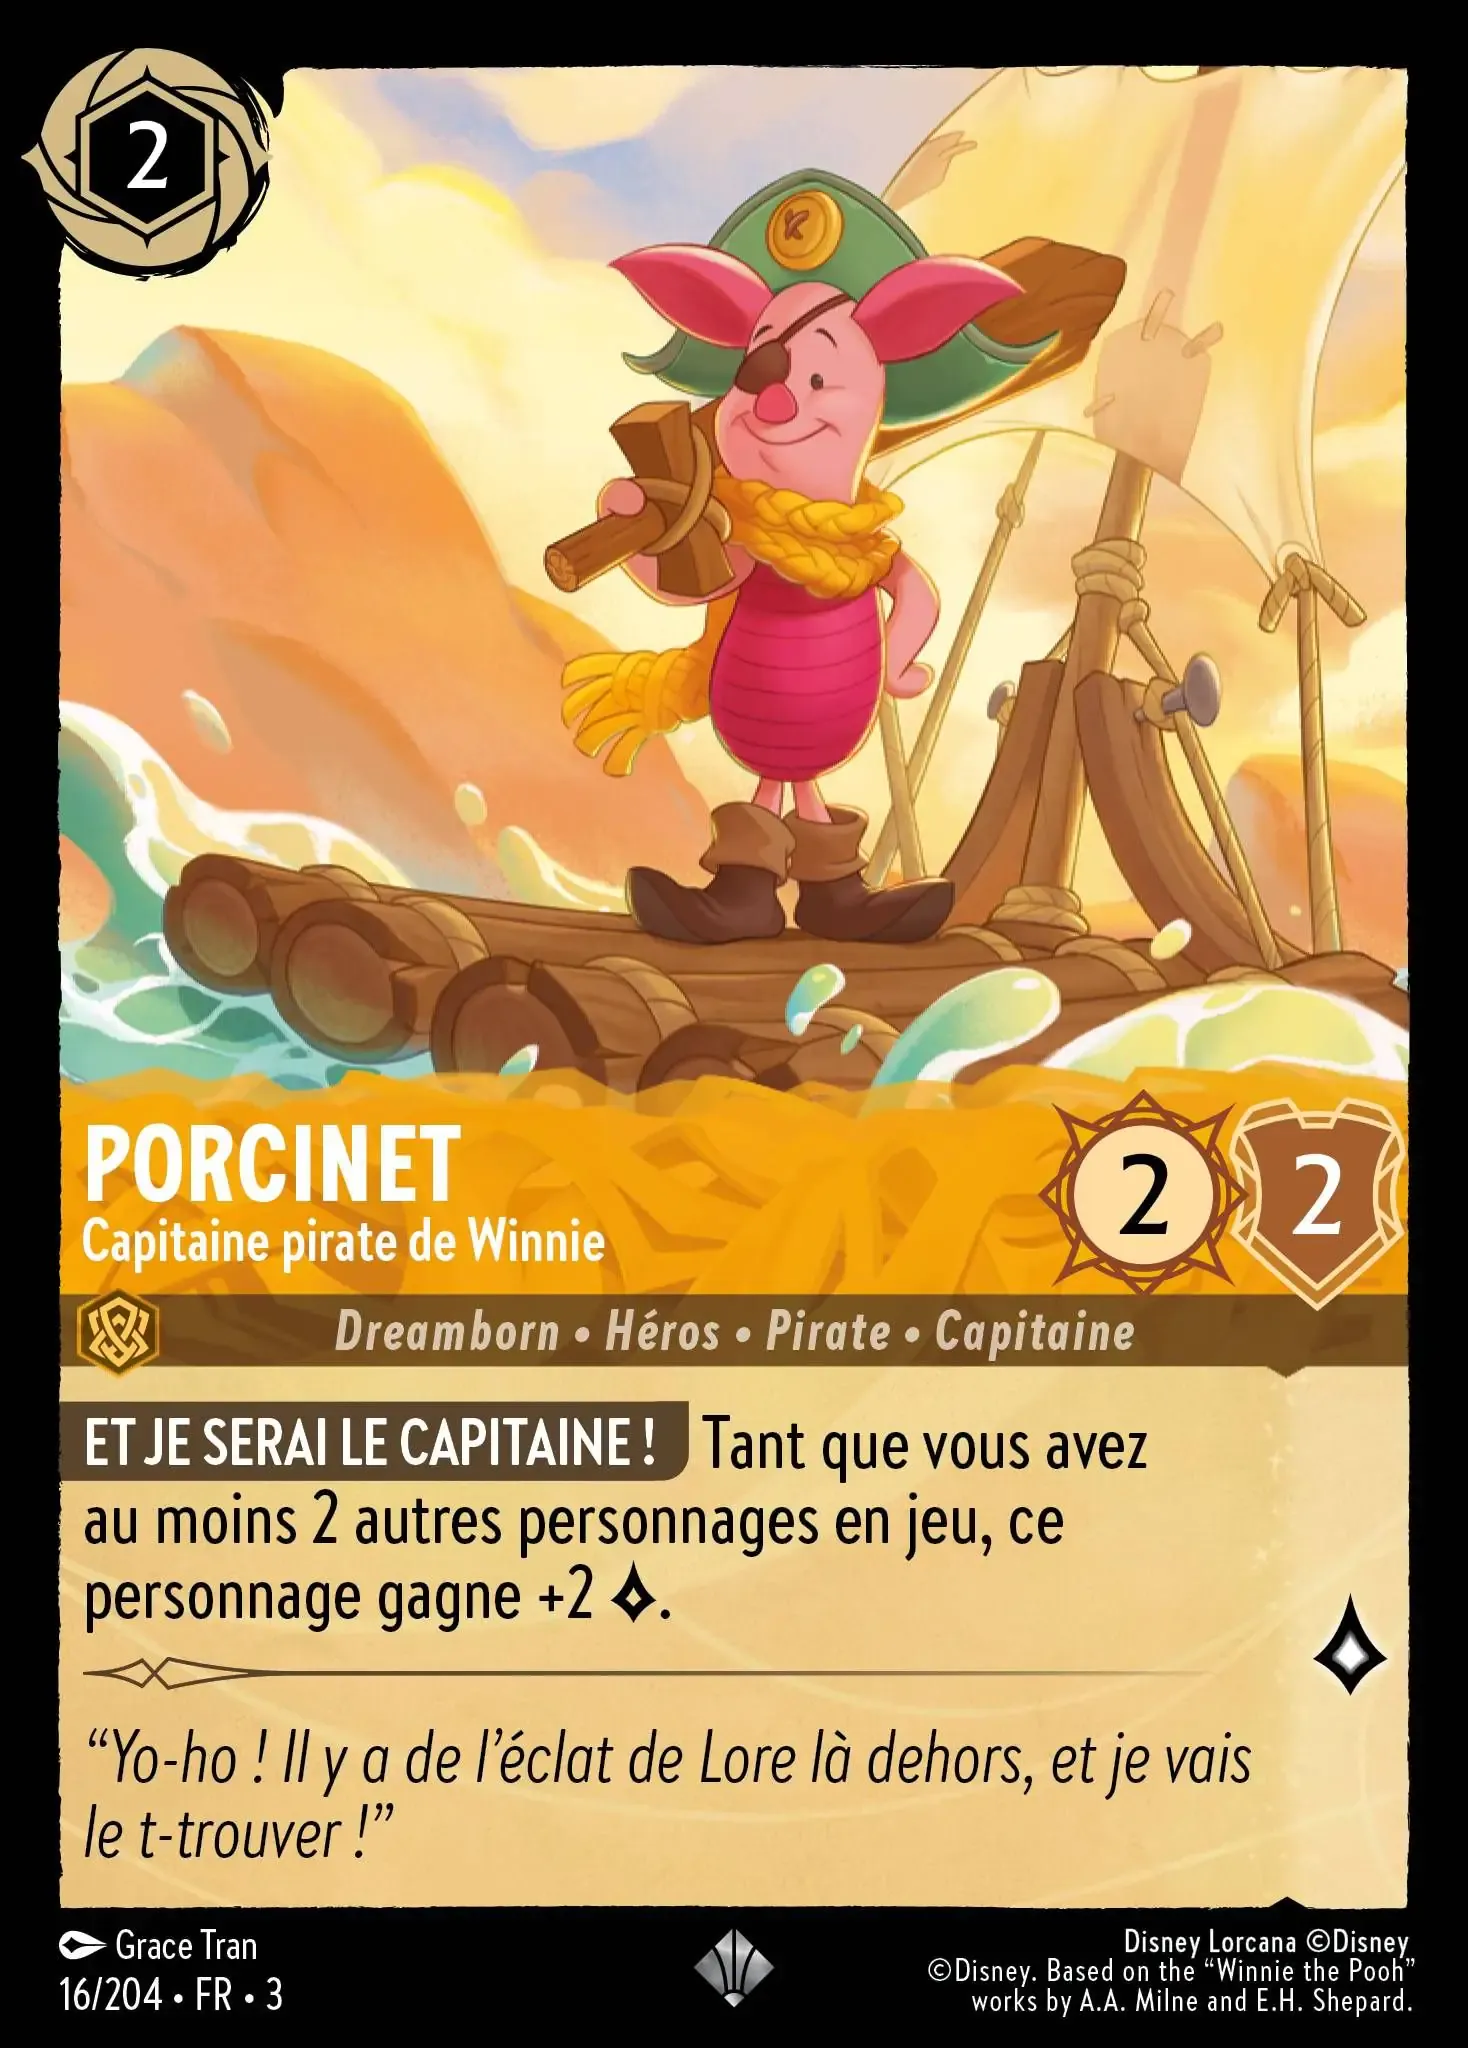 2
PORCINET
Capitaine pirate de Winnie
2
2
Dreamborn • Héros • Pirate • Capitaine
ET JE SERAI LE CAPITAINE ! Tant que vous avez
au moins 2 autres personnages en jeu, ce
personnage gagne +2 .
“Yo-ho ! Il y a de l’éclat de Lore là dehors, et je vais
le t-trouver !”
Grace Tran
16/204 • FR • 3
Disney Lorcana ©Disney
©Disney. Based on the “Winnie the Pooh”
works by A.A. Milne and E.H. Shepard.